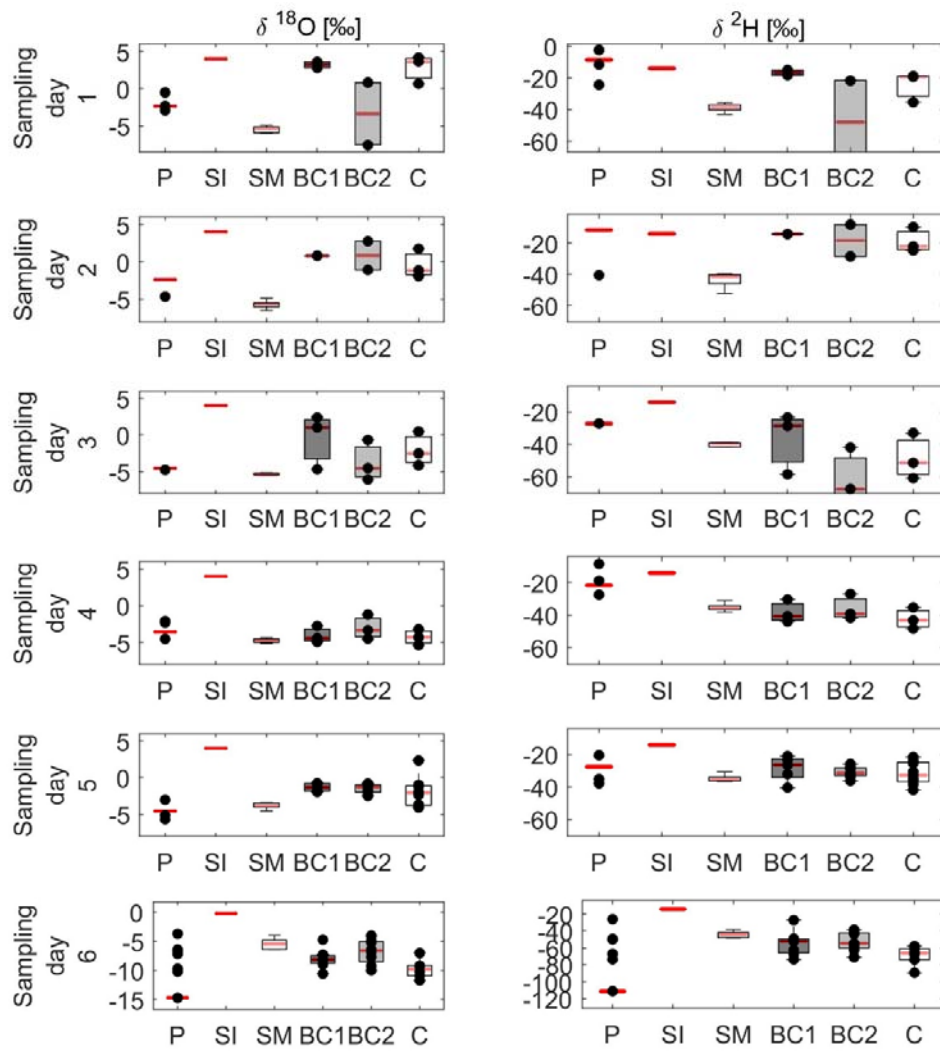 δ ¹⁸O [‰] δ ²H [‰]
Sampling day 1
5
0
-5
P SI SM BC1 BC2 C
0
-20
-40
-60
P SI SM BC1 BC2 C
Sampling day 2
5
0
-5
P SI SM BC1 BC2 C
-20
-40
-60
P SI SM BC1 BC2 C
Sampling day 3
5
0
-5
P SI SM BC1 BC2 C
-20
-40
-60
P SI SM BC1 BC2 C
Sampling day 4
5
0
-5
P SI SM BC1 BC2 C
-20
-40
-60
P SI SM BC1 BC2 C
Sampling day 5
5
0
-5
P SI SM BC1 BC2 C
-20
-40
-60
P SI SM BC1 BC2 C
Sampling day 6
0
-5
-10
-15
P SI SM BC1 BC2 C
-20
-40
-60
-80
-100
-120
P SI SM BC1 BC2 C